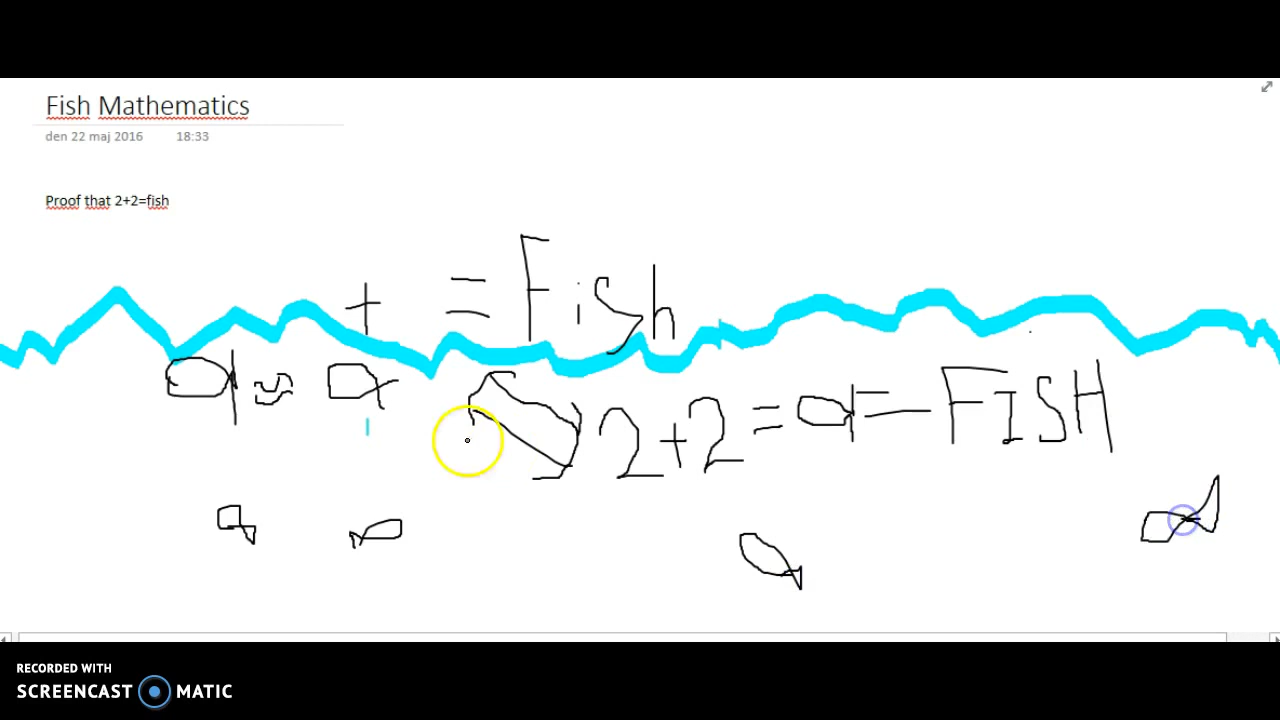 Fish Mathematics
den 22 maj 2016 18:33
Proof that 2+2=fish
+ = Fish
2+2= = FISH
RECORDED WITH
SCREENCAST MATIC